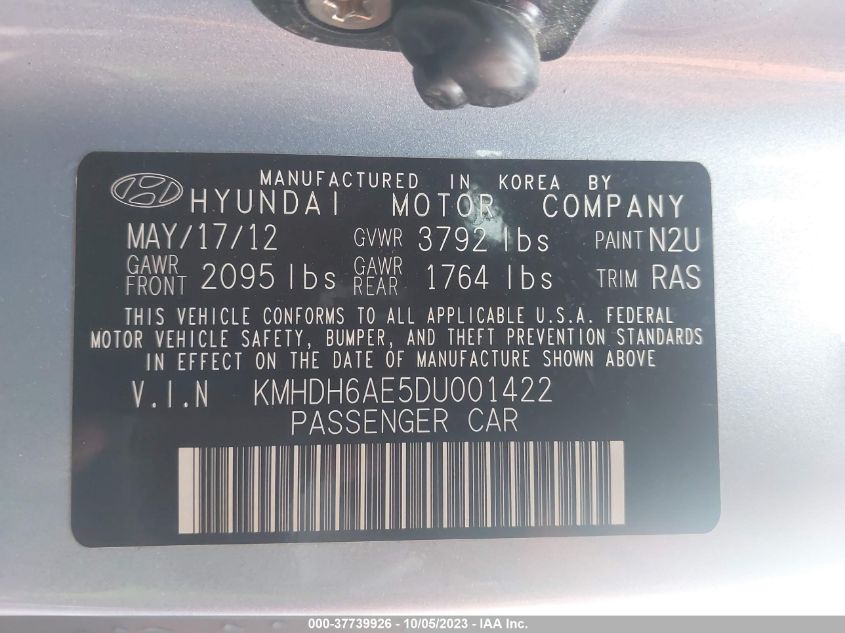 MANUFACTURED IN KOREA BY
HYUNDAI MOTOR COMPANY
MAY/17/12 GVWR 3792 lbs PAINT N2U
GAWR FRONT 2095 lbs GAWR REAR 1764 lbs TRIM RAS
THIS VEHICLE CONFORMS TO ALL APPLICABLE U.S.A. FEDERAL
MOTOR VEHICLE SAFETY, BUMPER, AND THEFT PREVENTION STANDARDS
IN EFFECT ON THE DATE OF MANUFACTURE SHOWN ABOVE
V.I.N KMHDH6AE5DU001422
PASSENGER CAR
000-37739926 - 10/05/2023 - IAA Inc.